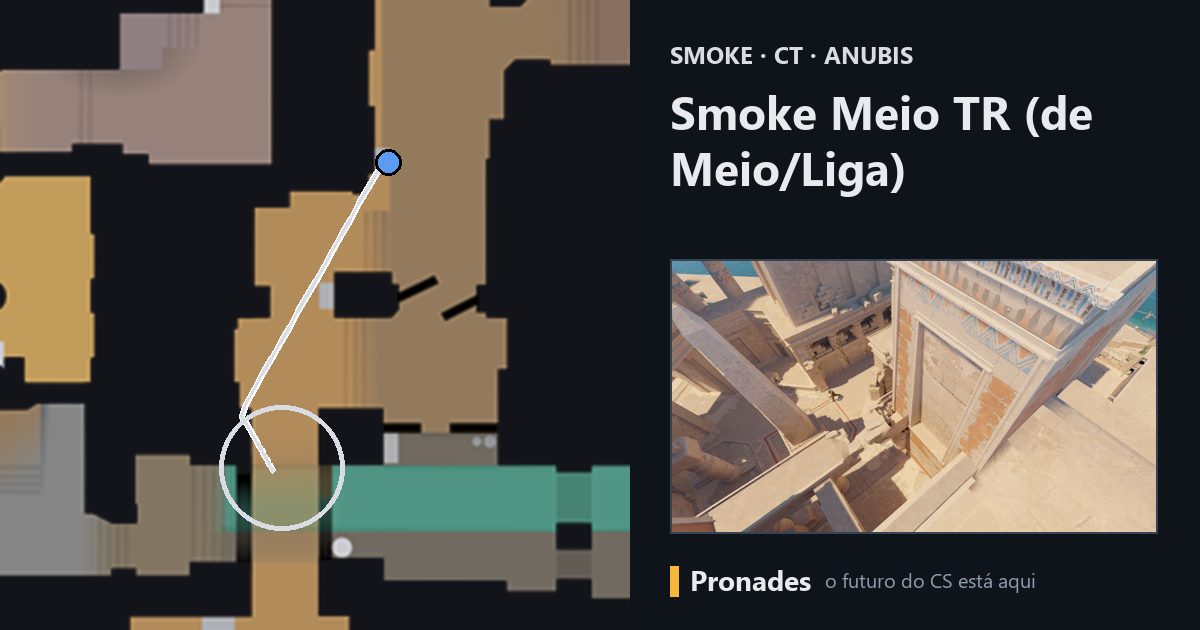 SMOKE · CT · ANUBIS
Smoke Meio TR (de
Meio/Liga)
Pronades o futuro do CS está aqui